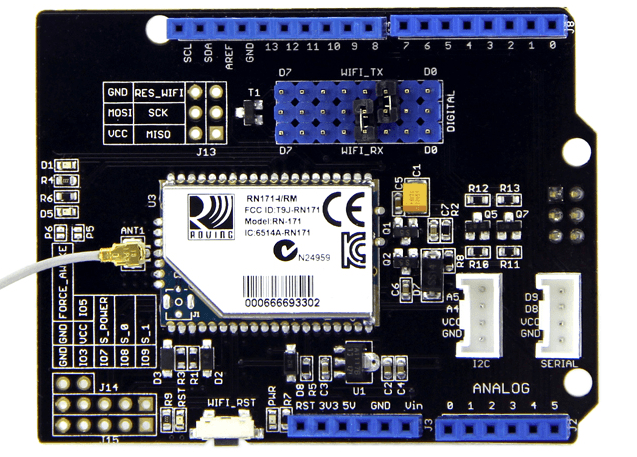 SCL SDA AREF GND 13 12 11 10 9 8 7 6 5 4 3 2 1 0 J8
D7 WIFI_TX D0
GND RES_WIFI
MOSI SCK
VCC MISO
J13
T1
DIGITAL
D7 WIFI_RX D0
D1
R4
R6
D5
P6 P5
ANT1
U3
ROVING
RN171-I/RM
FCC ID:T9J-RN171
Model:RN-171
IC:6514A-RN171
CE
N24959
000666693302
J1
C5 C1
C7 R2
Q1
Q2
R8
C6 D7
R12 R13
Q5 Q7
R10 R11
A5
A4
VCC
GND
I2C
D9
D8
VCC
GND
SERIAL
GND GND FORCE_AWAKE
IO3 VCC IO5
IO7 S_POWER
IO8 S_0
IO9 S_1
J14
J15
D3 R3 R1 D2
D8 R5 C3 U1 C2 C4
R9 RST
WIFI_RST
PWR R7
RST 3V3 5V GND Vin
J3
ANALOG
0 1 2 3 4 5
J2